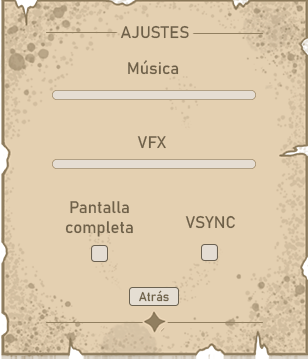 AJUSTES
Música
VFX
Pantalla
completa
VSYNC
Atrás